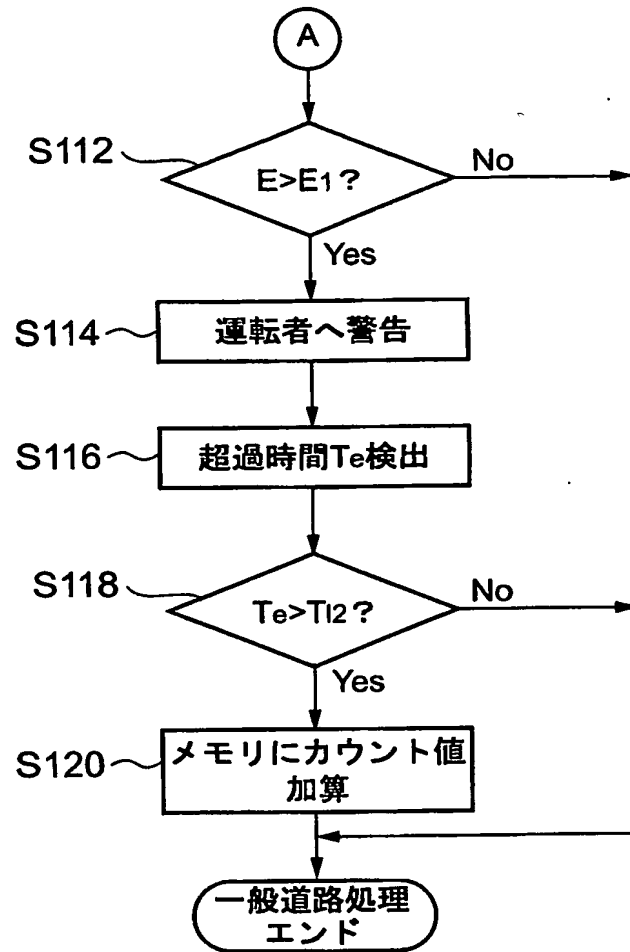 A
S112
E>E1?
No
Yes
S114
運転者へ警告
S116
超過時間Te検出
S118
Te>Tl2?
No
Yes
S120
メモリにカウント値
加算
一般道路処理
エンド